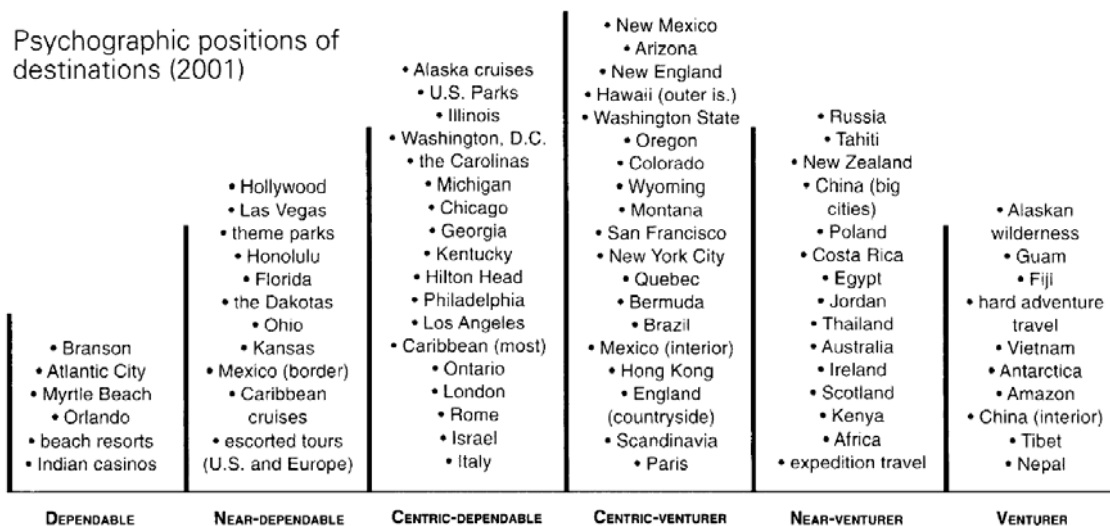 Psychographic positions of
destinations (2001)
• Branson
• Atlantic City
• Myrtle Beach
• Orlando
• beach resorts
• Indian casinos
• Hollywood
• Las Vegas
• theme parks
• Honolulu
• Florida
• the Dakotas
• Ohio
• Kansas
• Mexico (border)
• Caribbean
cruises
• escorted tours
(U.S. and Europe)
• Alaska cruises
• U.S. Parks
• Illinois
• Washington, D.C.
• the Carolinas
• Michigan
• Chicago
• Georgia
• Kentucky
• Hilton Head
• Philadelphia
• Los Angeles
• Caribbean (most)
• Ontario
• London
• Rome
• Israel
• Italy
• New Mexico
• Arizona
• New England
• Hawaii (outer is.)
• Washington State
• Oregon
• Colorado
• Wyoming
• Montana
• San Francisco
• New York City
• Quebec
• Bermuda
• Brazil
• Mexico (interior)
• Hong Kong
• England
(countryside)
• Scandinavia
• Paris
• Russia
• Tahiti
• New Zealand
• China (big
cities)
• Poland
• Costa Rica
• Egypt
• Jordan
• Thailand
• Australia
• Ireland
• Scotland
• Kenya
• Africa
• expedition travel
• Alaskan
wilderness
• Guam
• Fiji
• hard adventure
travel
• Vietnam
• Antarctica
• Amazon
• China (interior)
• Tibet
• Nepal
DEPENDABLE
NEAR-DEPENDABLE
CENTRIC-DEPENDABLE
CENTRIC-VENTURER
NEAR-VENTURER
VENTURER